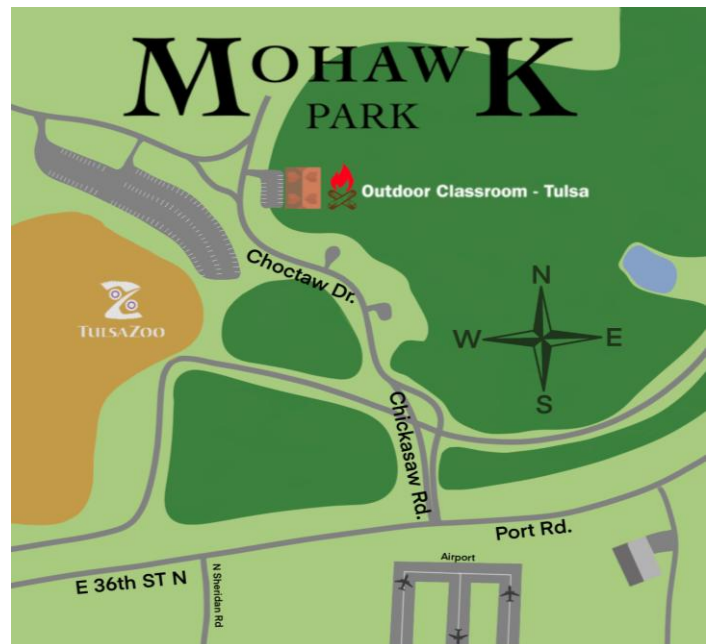 MOHAWK
PARK
Outdoor Classroom - Tulsa
Choctaw Dr.
TULSAZOO
N
W
E
S
Chickasaw Rd.
Port Rd.
E 36th ST N
N Sheridan Rd
Airport